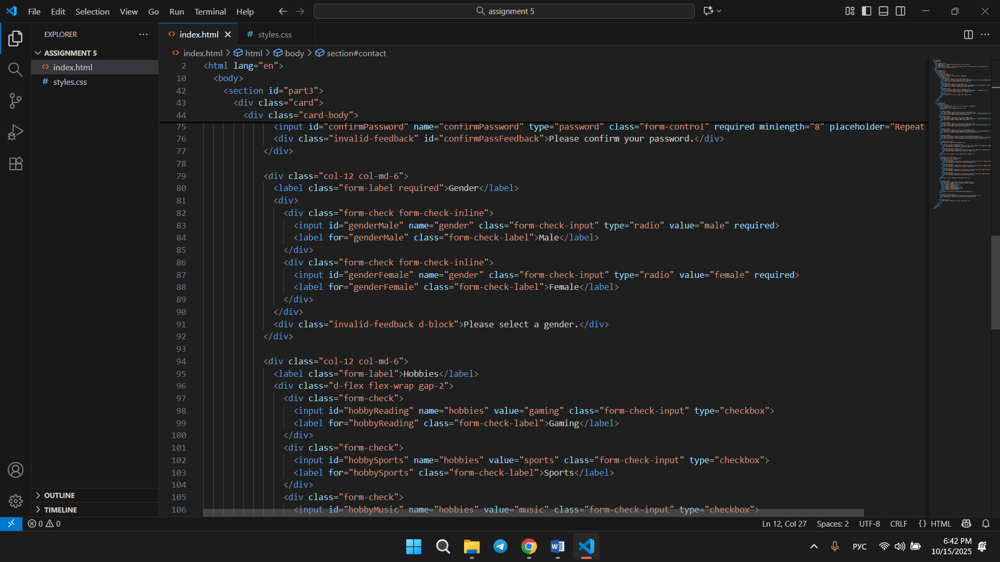 File Edit Selection View Go Run Terminal Help
assignment 5
EXPLORER
ASSIGNMENT 5
index.html
# styles.css
OUTLINE
TIMELINE
index.html
# styles.css
index.html > html > body > section#contact
2 <html lang="en">
10 <body>
42 <section id="part3">
43 <div class="card">
44 <div class="card-body">
75 <input id="confirmPassword" name="confirmPassword" type="password" class="form-control" required minlength="8" placeholder="Repeat
76 <div class="invalid-feedback" id="confirmPassFeedback">Please confirm your password.</div>
77 </div>
78
79 <div class="col-12 col-md-6">
80 <label class="form-label required">Gender</label>
81 <div>
82 <div class="form-check form-check-inline">
83 <input id="genderMale" name="gender" class="form-check-input" type="radio" value="male" required>
84 <label for="genderMale" class="form-check-label">Male</label>
85 </div>
86 <div class="form-check form-check-inline">
87 <input id="genderFemale" name="gender" class="form-check-input" type="radio" value="female" required>
88 <label for="genderFemale" class="form-check-label">Female</label>
89 </div>
90 </div>
91 <div class="invalid-feedback d-block">Please select a gender.</div>
92 </div>
93
94 <div class="col-12 col-md-6">
95 <label class="form-label">Hobbies</label>
96 <div class="d-flex flex-wrap gap-2">
97 <div class="form-check">
98 <input id="hobbyReading" name="hobbies" value="gaming" class="form-check-input" type="checkbox">
99 <label for="hobbyReading" class="form-check-label">Gaming</label>
100 </div>
101 <div class="form-check">
102 <input id="hobbySports" name="hobbies" value="sports" class="form-check-input" type="checkbox">
103 <label for="hobbySports" class="form-check-label">Sports</label>
104 </div>
105 <div class="form-check">
106 <input id="hobbyMusic" name="hobbies" value="music" class="form-check-input" type="checkbox">
0 0
Ln 12, Col 27 Spaces: 2 UTF-8 CRLF {} HTML
РУС
6:42 PM
10/15/2025